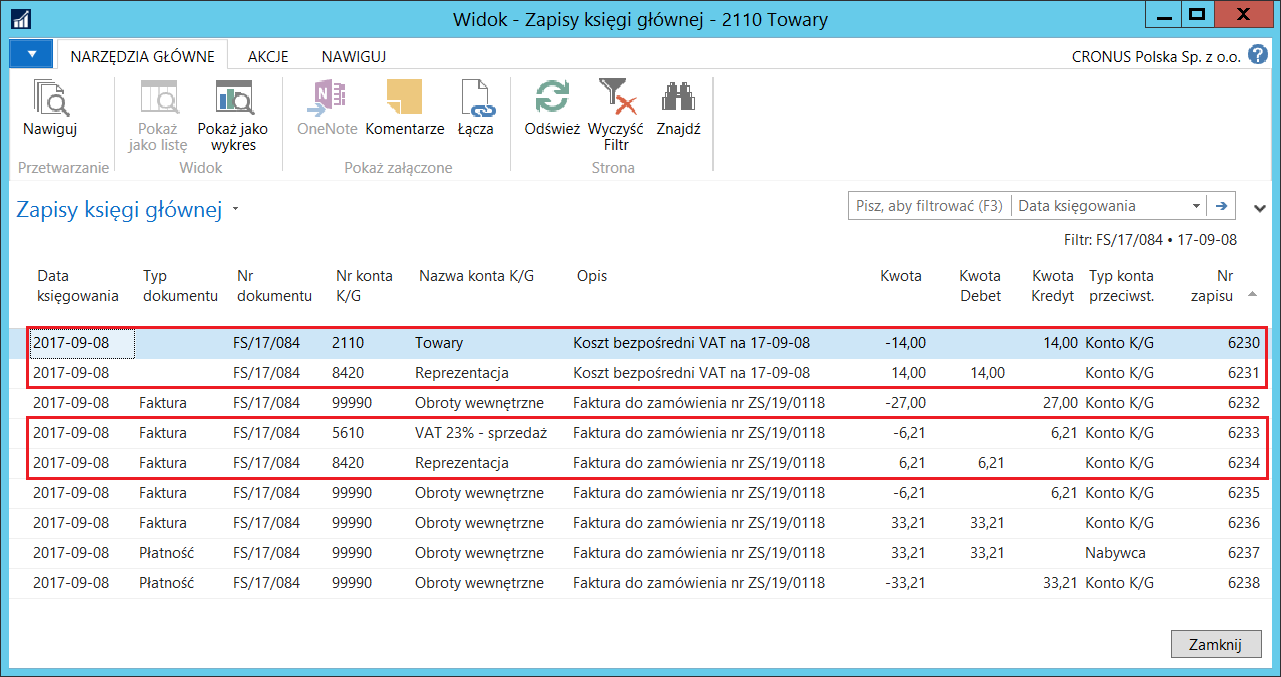 Widok - Zapisy księgi głównej - 2110 Towary
NARZĘDZIA GŁÓWNE AKCJE NAWIGUJ CRONUS Polska Sp. z o.o. ?
Nawiguj Pokaż jako listę Pokaż jako wykres OneNote Komentarze Łącza Odśwież Wyczyść Filtr Znajdź
Przetwarzanie Widok Pokaż załączone Strona
Zapisy księgi głównej Pisz, aby filtrować (F3) Data księgowania
Filtr: FS/17/084 • 17-09-08
Data księgowania Typ dokumentu Nr dokumentu Nr konta K/G Nazwa konta K/G Opis Kwota Kwota Debet Kwota Kredyt Typ konta przeciwst. Nr zapisu
2017-09-08 FS/17/084 2110 Towary Koszt bezpośredni VAT na 17-09-08 -14,00 14,00 Konto K/G 6230
2017-09-08 FS/17/084 8420 Reprezentacja Koszt bezpośredni VAT na 17-09-08 14,00 14,00 Konto K/G 6231
2017-09-08 Faktura FS/17/084 99990 Obroty wewnętrzne Faktura do zamówienia nr ZS/19/0118 -27,00 27,00 Konto K/G 6232
2017-09-08 Faktura FS/17/084 5610 VAT 23% - sprzedaż Faktura do zamówienia nr ZS/19/0118 -6,21 6,21 Konto K/G 6233
2017-09-08 Faktura FS/17/084 8420 Reprezentacja Faktura do zamówienia nr ZS/19/0118 6,21 6,21 Konto K/G 6234
2017-09-08 Faktura FS/17/084 99990 Obroty wewnętrzne Faktura do zamówienia nr ZS/19/0118 -6,21 6,21 Konto K/G 6235
2017-09-08 Faktura FS/17/084 99990 Obroty wewnętrzne Faktura do zamówienia nr ZS/19/0118 33,21 33,21 Konto K/G 6236
2017-09-08 Płatność FS/17/084 99990 Obroty wewnętrzne Faktura do zamówienia nr ZS/19/0118 33,21 33,21 Nabywca 6237
2017-09-08 Płatność FS/17/084 99990 Obroty wewnętrzne Faktura do zamówienia nr ZS/19/0118 -33,21 33,21 Konto K/G 6238
Zamknij